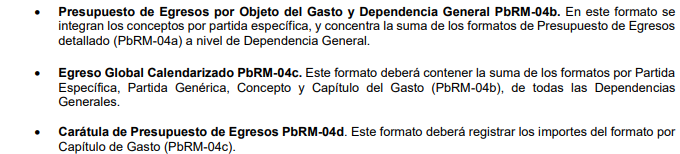 • Presupuesto de Egresos por Objeto del Gasto y Dependencia General PbRM-04b. En este formato se
integran los conceptos por partida específica, y concentra la suma de los formatos de Presupuesto de Egresos
detallado (PbRM-04a) a nivel de Dependencia General.
• Egreso Global Calendarizado PbRM-04c. Este formato deberá contener la suma de los formatos por Partida
Específica, Partida Genérica, Concepto y Capítulo del Gasto (PbRM-04b), de todas las Dependencias
Generales.
• Carátula de Presupuesto de Egresos PbRM-04d. Este formato deberá registrar los importes del formato por
Capítulo de Gasto (PbRM-04c).